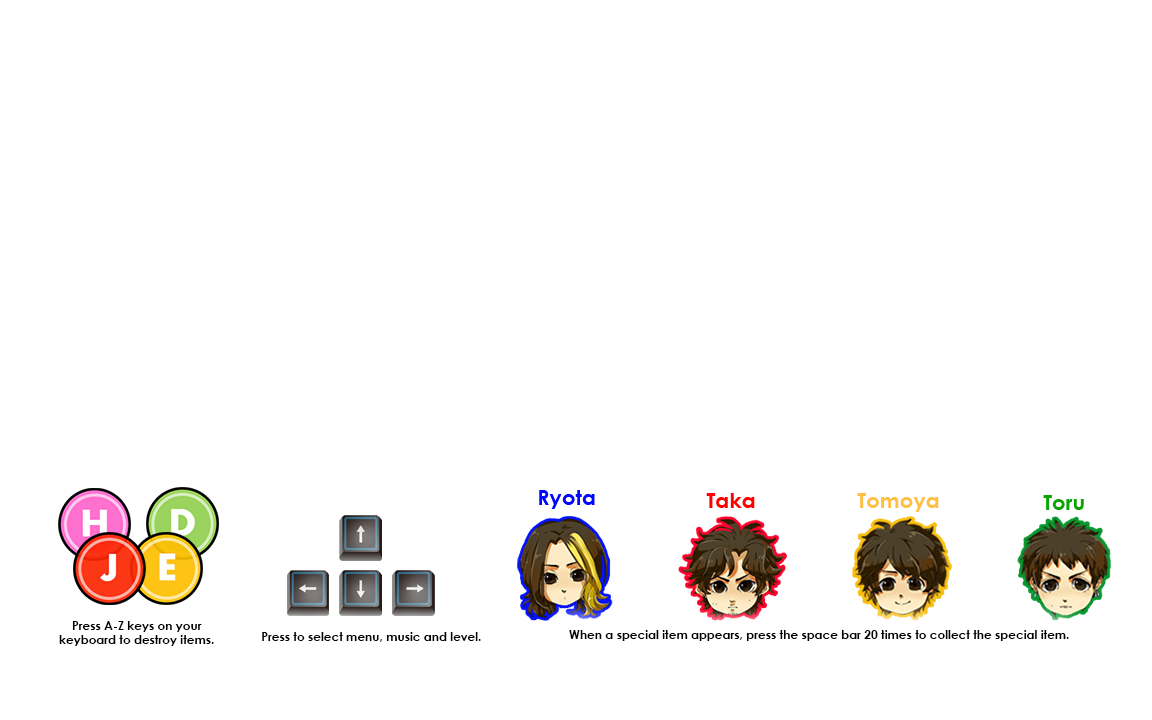 Ryota
Taka
Tomoya
Toru
H
D
J
E
Press A-Z keys on your
keyboard to destroy items.
Press to select menu, music and level.
When a special item appears, press the space bar 20 times to collect the special item.